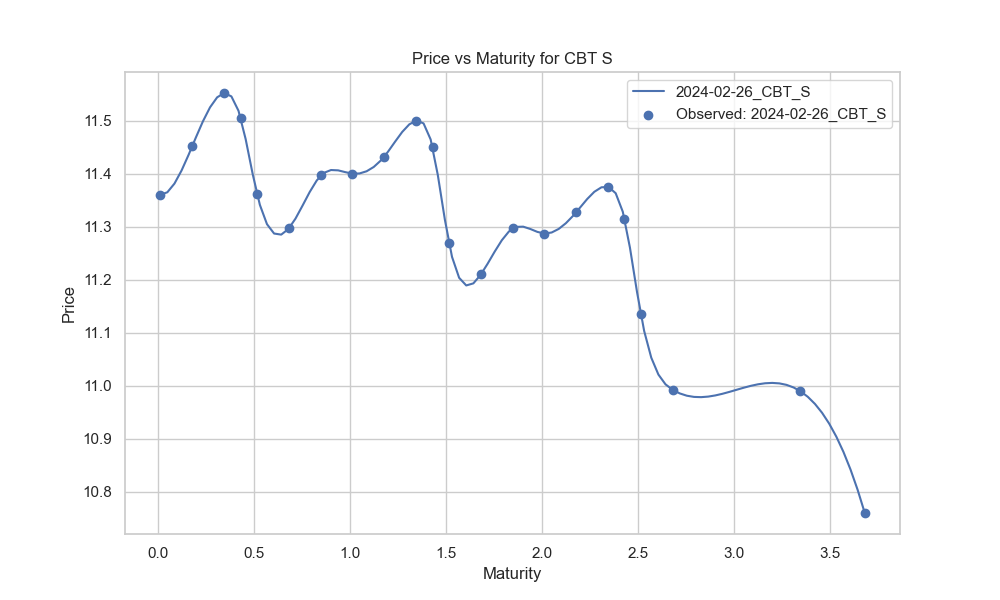 Price vs Maturity for CBT S
2024-02-26_CBT_S
Observed: 2024-02-26_CBT_S
11.5
11.4
11.3
11.2
11.1
11.0
10.9
10.8
Price
0.0 0.5 1.0 1.5 2.0 2.5 3.0 3.5
Maturity